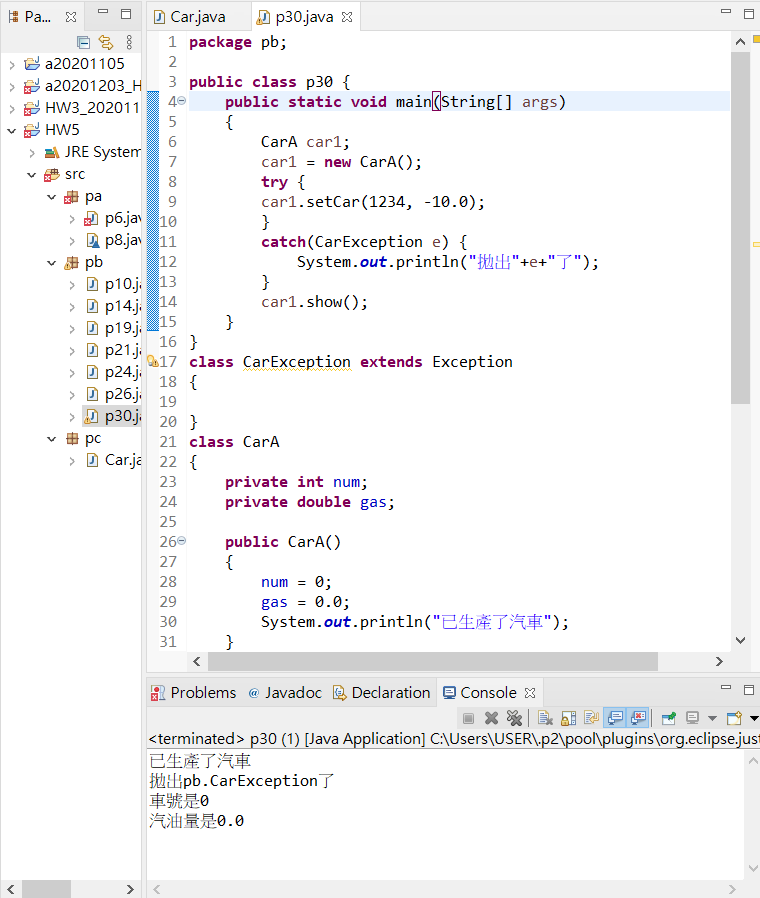 Pa...
a20201105
a20201203_H
HW3_202011
HW5
JRE System
src
pa
p6.jav
p8.jav
pb
p10.j
p14.j
p19.j
p21.j
p24.j
p26.j
p30.j
pc
Car.ja
Car.java p30.java
1 package pb;
2
3 public class p30 {
4 public static void main(String[] args)
5 {
6 CarA car1;
7 car1 = new CarA();
8 try {
9 car1.setCar(1234, -10.0);
10 }
11 catch(CarException e) {
12 System.out.println("拋出"+e+"了");
13 }
14 car1.show();
15 }
16 }
17 class CarException extends Exception
18 {
19
20 }
21 class CarA
22 {
23 private int num;
24 private double gas;
25
26 public CarA()
27 {
28 num = 0;
29 gas = 0.0;
30 System.out.println("已生產了汽車");
31 }
Problems @ Javadoc Declaration Console
<terminated> p30 (1) [Java Application] C:\Users\USER\.p2\pool\plugins\org.eclipse.just
已生產了汽車
拋出pb.CarException了
車號是0
汽油量是0.0